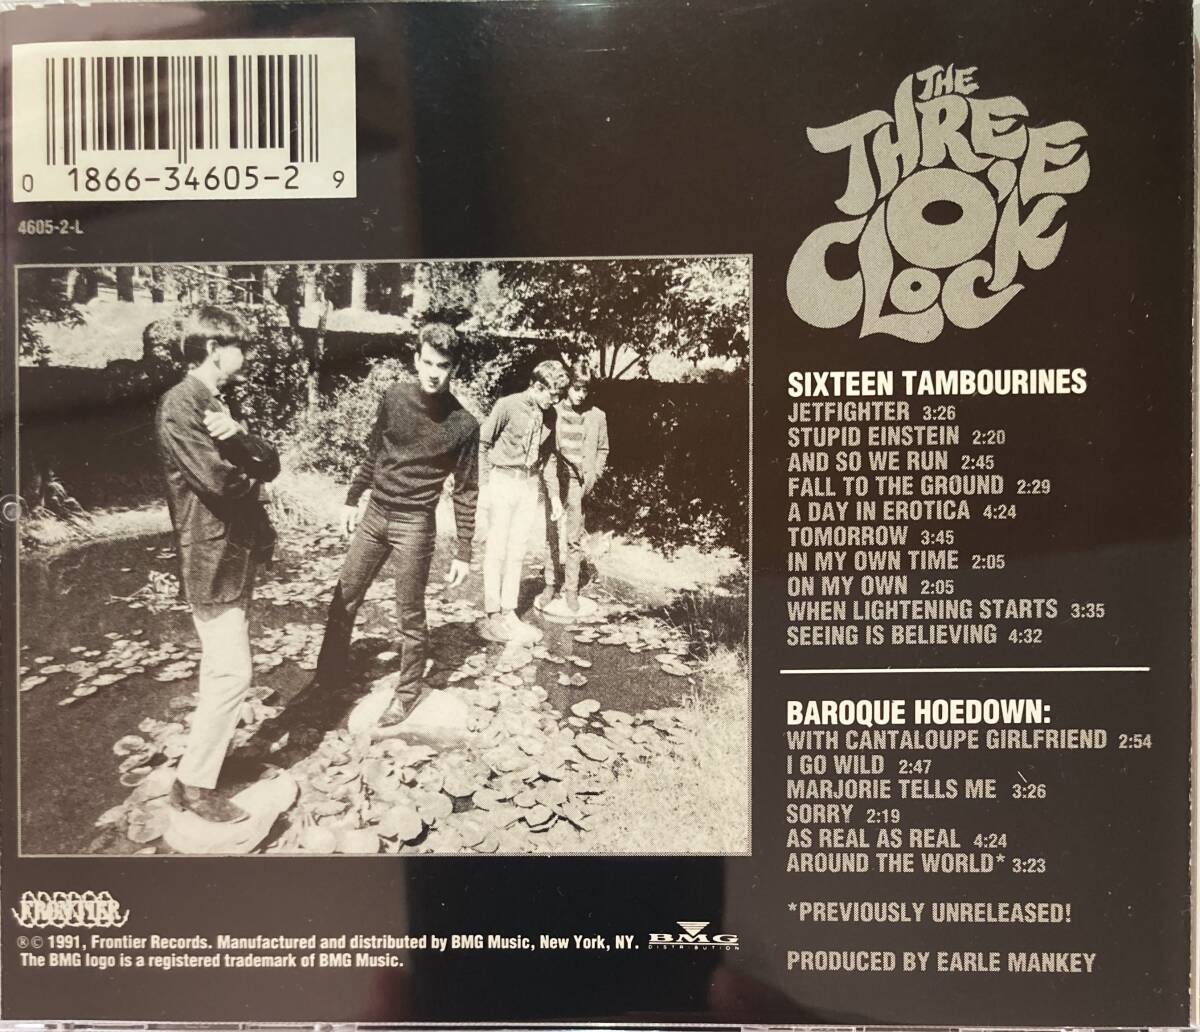 0 1866-34605-2 9
4605-2-L
THE
THREE
O'
CLOCK
SIXTEEN TAMBOURINES
JETFIGHTER 3:26
STUPID EINSTEIN 2:20
AND SO WE RUN 2:45
FALL TO THE GROUND 2:29
A DAY IN EROTICA 4:24
TOMORROW 3:45
IN MY OWN TIME 2:05
ON MY OWN 2:05
WHEN LIGHTENING STARTS 3:35
SEEING IS BELIEVING 4:32
BAROQUE HOEDOWN:
WITH CANTALOUPE GIRLFRIEND 2:54
I GO WILD 2:47
MARJORIE TELLS ME 3:26
SORRY 2:19
AS REAL AS REAL 4:24
AROUND THE WORLD* 3:23
*PREVIOUSLY UNRELEASED!
PRODUCED BY EARLE MANKEY
FRONTIER
®© 1991, Frontier Records. Manufactured and distributed by BMG Music, New York, NY.
The BMG logo is a registered trademark of BMG Music.
BMG
DISTRIBUTION